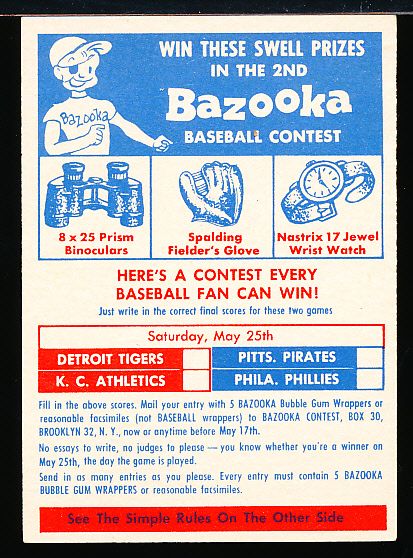 WIN THESE SWELL PRIZES
IN THE 2ND
Bazooka
BASEBALL CONTEST
Bazooka
8 x 25 Prism
Binoculars
Spalding
Fielder's Glove
Nastrix 17 Jewel
Wrist Watch
HERE'S A CONTEST EVERY
BASEBALL FAN CAN WIN!
Just write in the correct final scores for these two games
Saturday, May 25th
DETROIT TIGERS
K. C. ATHLETICS
PITTS. PIRATES
PHILA. PHILLIES
Fill in the above scores. Mail your entry with 5 BAZOOKA Bubble Gum Wrappers or
reasonable facsimiles (not BASEBALL wrappers) to BAZOOKA CONTEST, BOX 30,
BROOKLYN 32, N. Y., now or anytime before May 17th.
No essays to write, no judges to please — you know whether you're a winner on
May 25th, the day the game is played.
Send in as many entries as you please. Every entry must contain 5 BAZOOKA
BUBBLE GUM WRAPPERS or reasonable facsimiles.
See The Simple Rules On The Other Side